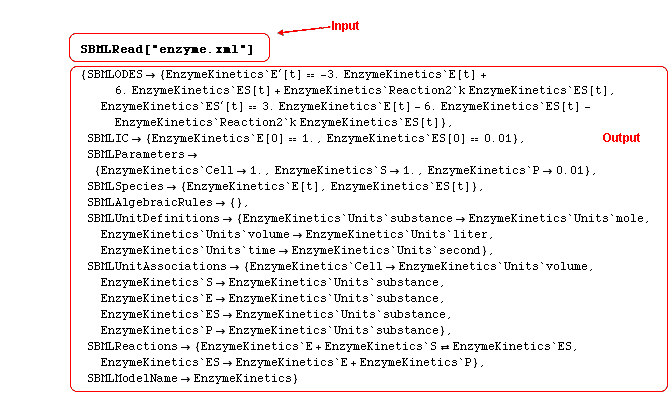 Input
SBMLRead["enzyme.xml"]
{SBMLODES→{EnzymeKinetics`E′[t] == -3. EnzymeKinetics`E[t] +
6. EnzymeKinetics`ES[t] + EnzymeKinetics`Reaction2`k EnzymeKinetics`ES[t],
EnzymeKinetics`ES′[t] == 3. EnzymeKinetics`E[t] - 6. EnzymeKinetics`ES[t] -
EnzymeKinetics`Reaction2`k EnzymeKinetics`ES[t]},
SBMLIC→{EnzymeKinetics`E[0] == 1., EnzymeKinetics`ES[0] == 0.01},
Output
SBMLParameters→
{EnzymeKinetics`Cell→1., EnzymeKinetics`S→1., EnzymeKinetics`P→0.01},
SBMLSpecies→{EnzymeKinetics`E[t], EnzymeKinetics`ES[t]},
SBMLAlgebraicRules→{},
SBMLUnitDefinitions→{EnzymeKinetics`Units`substance→EnzymeKinetics`Units`mole,
EnzymeKinetics`Units`volume→EnzymeKinetics`Units`liter,
EnzymeKinetics`Units`time→EnzymeKinetics`Units`second},
SBMLUnitAssociations→{EnzymeKinetics`Cell→EnzymeKinetics`Units`volume,
EnzymeKinetics`S→EnzymeKinetics`Units`substance,
EnzymeKinetics`E→EnzymeKinetics`Units`substance,
EnzymeKinetics`ES→EnzymeKinetics`Units`substance,
EnzymeKinetics`P→EnzymeKinetics`Units`substance},
SBMLReactions→{EnzymeKinetics`E + EnzymeKinetics`S ⇄ EnzymeKinetics`ES,
EnzymeKinetics`ES→EnzymeKinetics`E + EnzymeKinetics`P},
SBMLModelName→EnzymeKinetics}